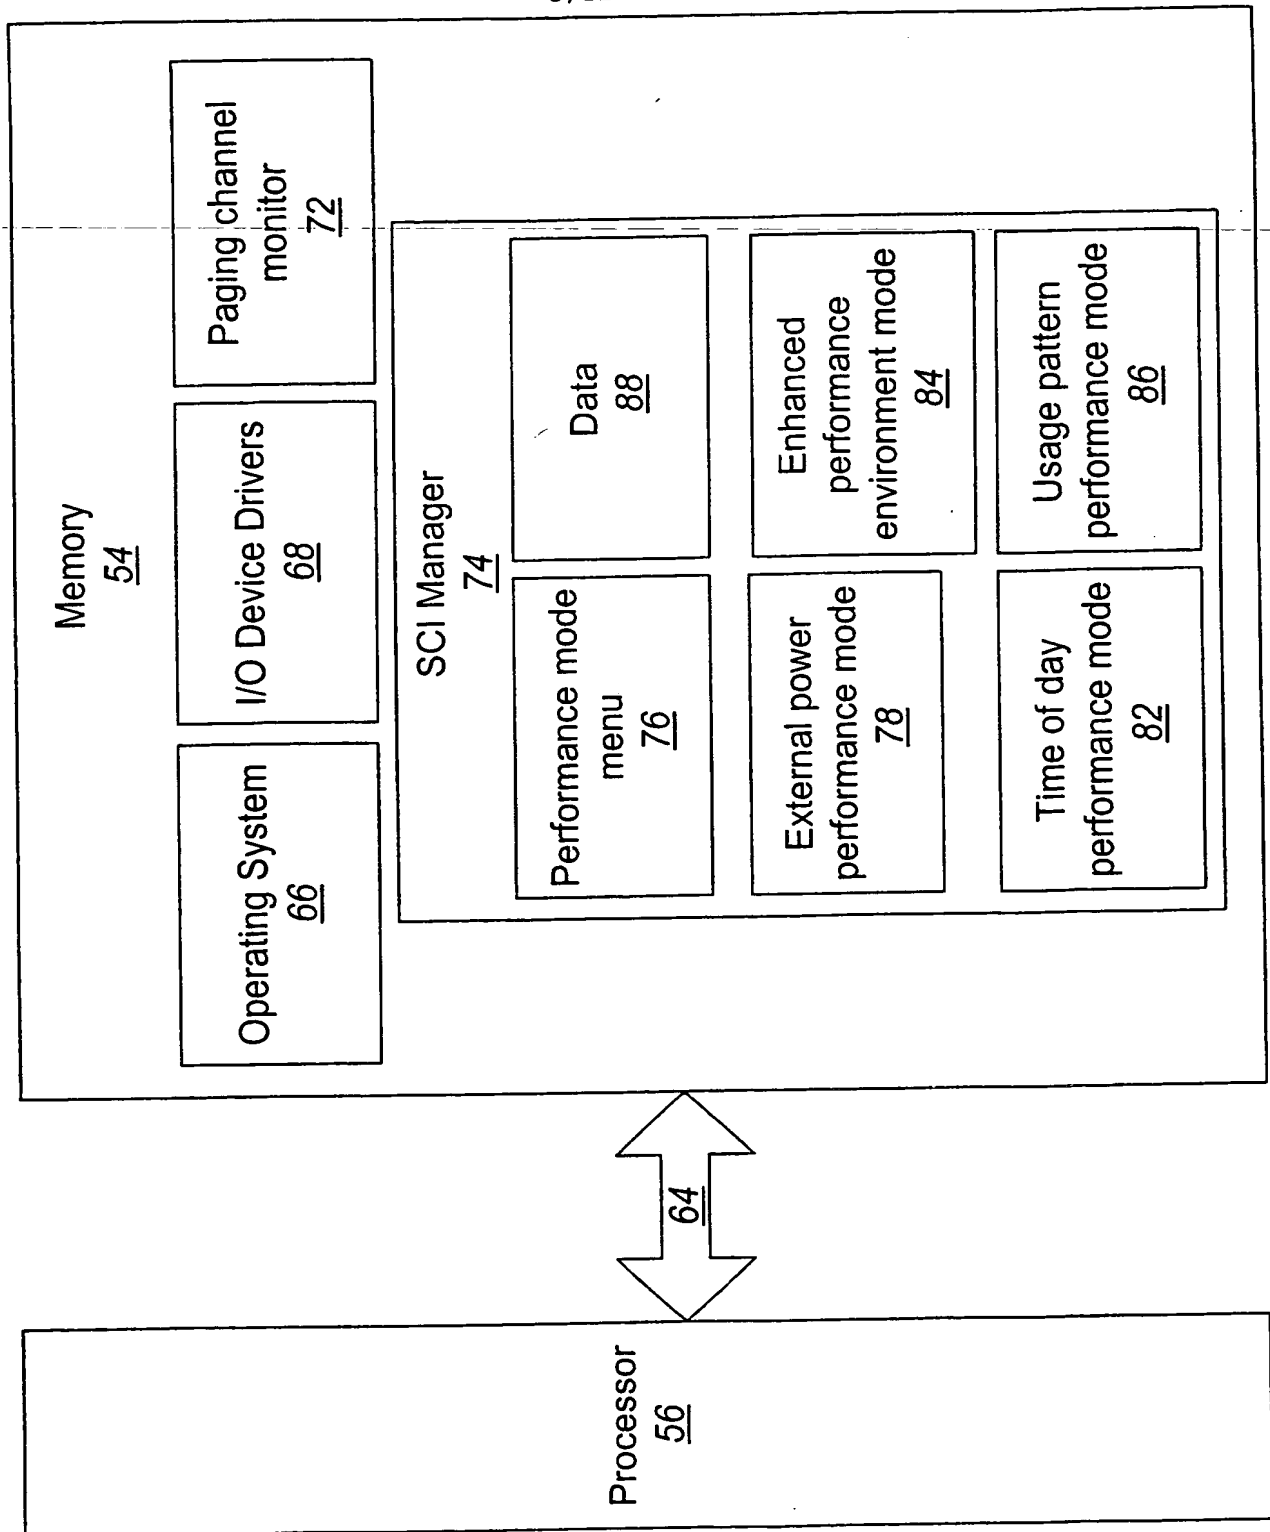 Processor
56
64
Memory
54
Operating System
66
I/O Device Drivers
68
Paging channel
monitor
72
SCI Manager
74
Performance mode
menu
76
Data
88
External power
performance mode
78
Enhanced
performance
environment mode
84
Time of day
performance mode
82
Usage pattern
performance mode
86